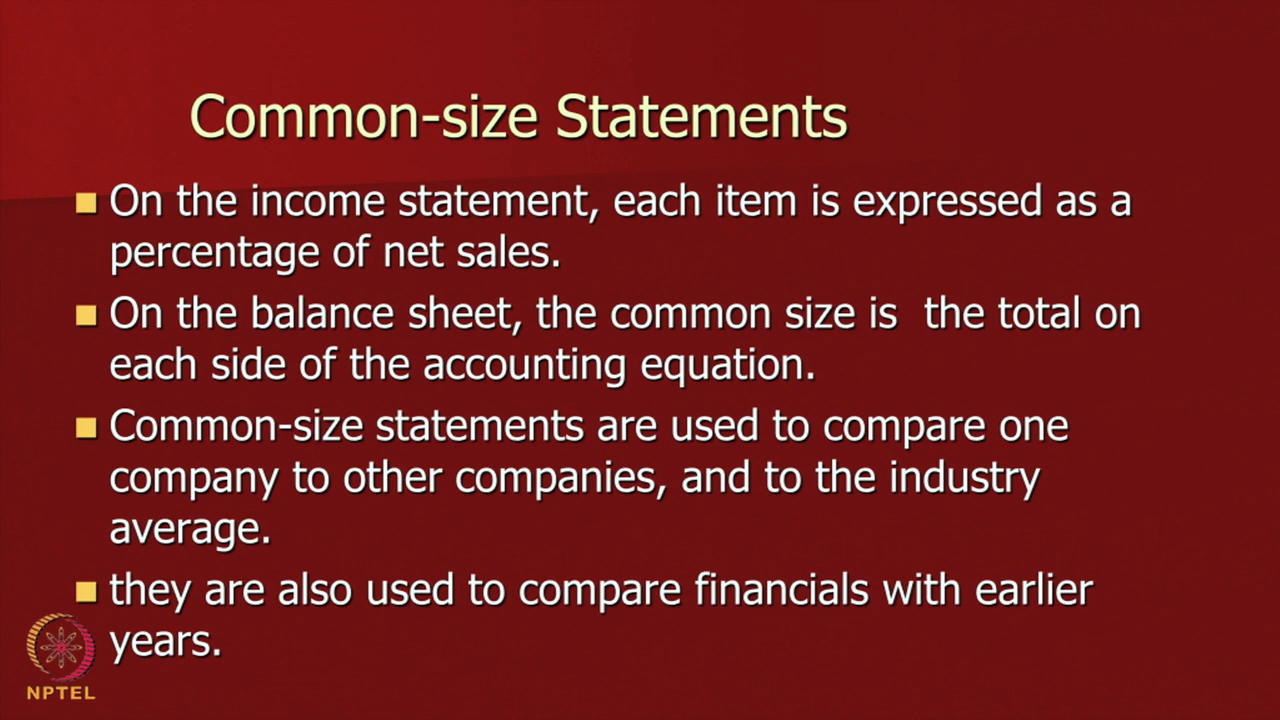 Common-size Statements
On the income statement, each item is expressed as a
percentage of net sales.
On the balance sheet, the common size is  the total on
each side of the accounting equation.
Common-size statements are used to compare one
company to other companies, and to the industry
average.
they are also used to compare financials with earlier
years.
NPTEL